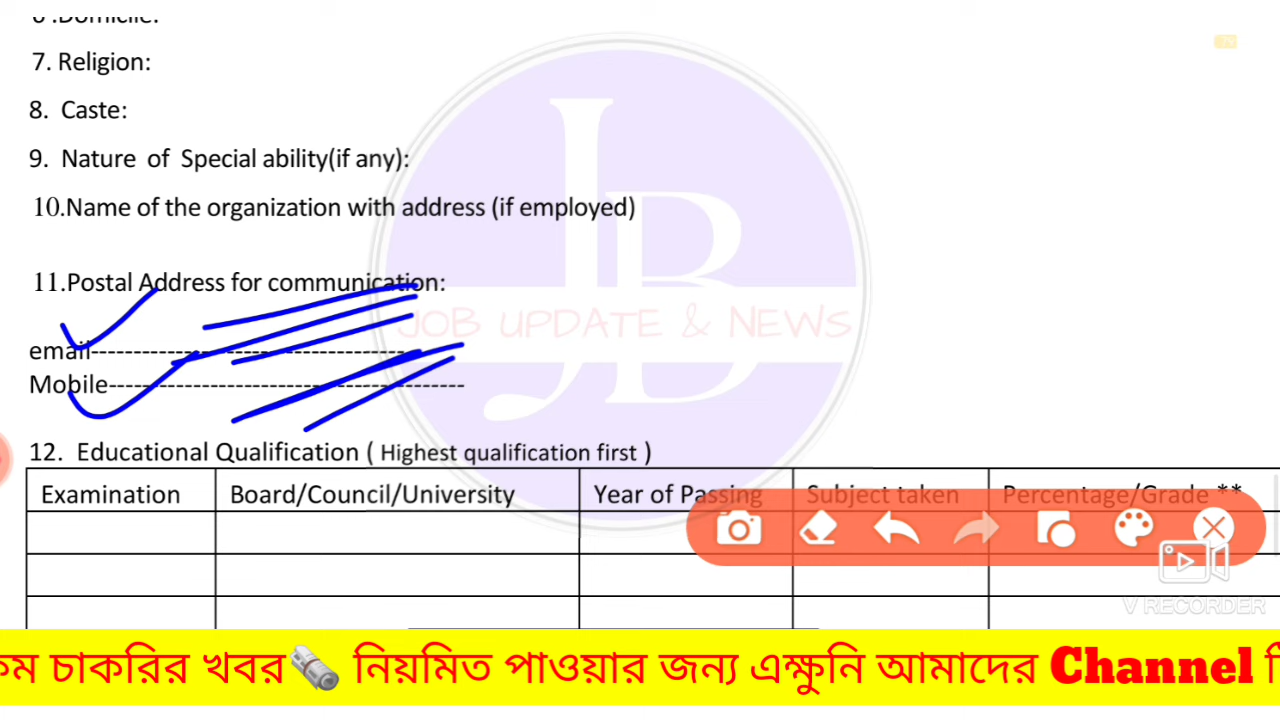 6 .Domicile:
7. Religion:
8. Caste:
9. Nature of Special ability(if any):
10.Name of the organization with address (if employed)
11.Postal Address for communication:
JOB UPDATE & NEWS
email-------------------------------------------
Mobile------------------------------------------
12. Educational Qualification ( Highest qualification first )
Examination Board/Council/University Year of Passing Subject taken Percentage/Grade **
V RECORDER
চাকরির খবর নিয়মিত পাওয়ার জন্য এক্ষুনি আমাদের Channel